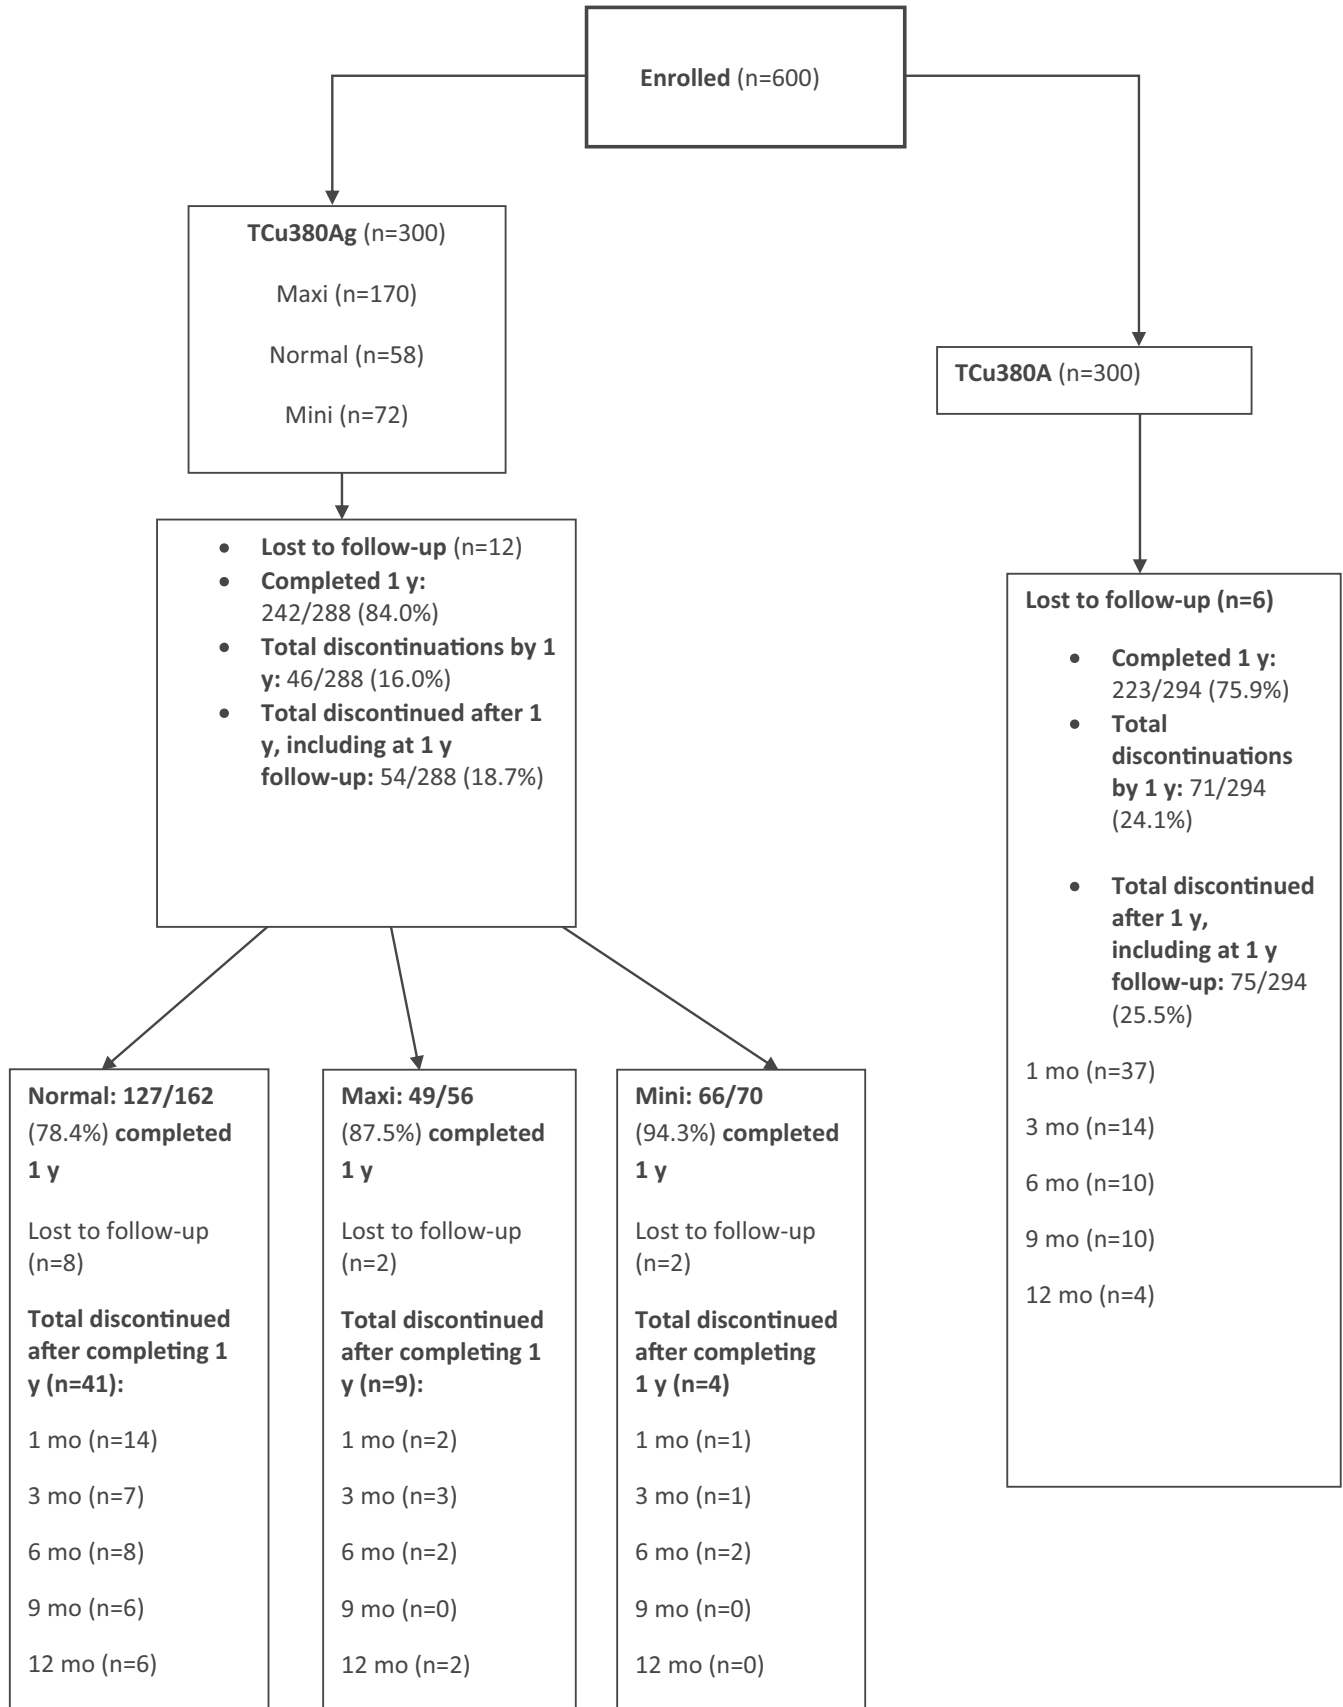 Enrolled (n=600)
TCu380Ag (n=300)
Maxi (n=170)
Normal (n=58)
Mini (n=72)
TCu380A (n=300)
• Lost to follow-up (n=12)
• Completed 1 y:
242/288 (84.0%)
• Total discontinuations by 1
y: 46/288 (16.0%)
• Total discontinued after 1
y, including at 1 y
follow-up: 54/288 (18.7%)
Lost to follow-up (n=6)
• Completed 1 y:
223/294 (75.9%)
• Total
discontinuations
by 1 y: 71/294
(24.1%)
• Total discontinued
after 1 y,
including at 1 y
follow-up: 75/294
(25.5%)
1 mo (n=37)
3 mo (n=14)
6 mo (n=10)
9 mo (n=10)
12 mo (n=4)
Normal: 127/162
(78.4%) completed
1 y
Lost to follow-up
(n=8)
Total discontinued
after completing 1
y (n=41):
1 mo (n=14)
3 mo (n=7)
6 mo (n=8)
9 mo (n=6)
12 mo (n=6)
Maxi: 49/56
(87.5%) completed
1 y
Lost to follow-up
(n=2)
Total discontinued
after completing 1
y (n=9):
1 mo (n=2)
3 mo (n=3)
6 mo (n=2)
9 mo (n=0)
12 mo (n=2)
Mini: 66/70
(94.3%) completed
1 y
Lost to follow-up
(n=2)
Total discontinued
after completing
1 y (n=4)
1 mo (n=1)
3 mo (n=1)
6 mo (n=2)
9 mo (n=0)
12 mo (n=0)